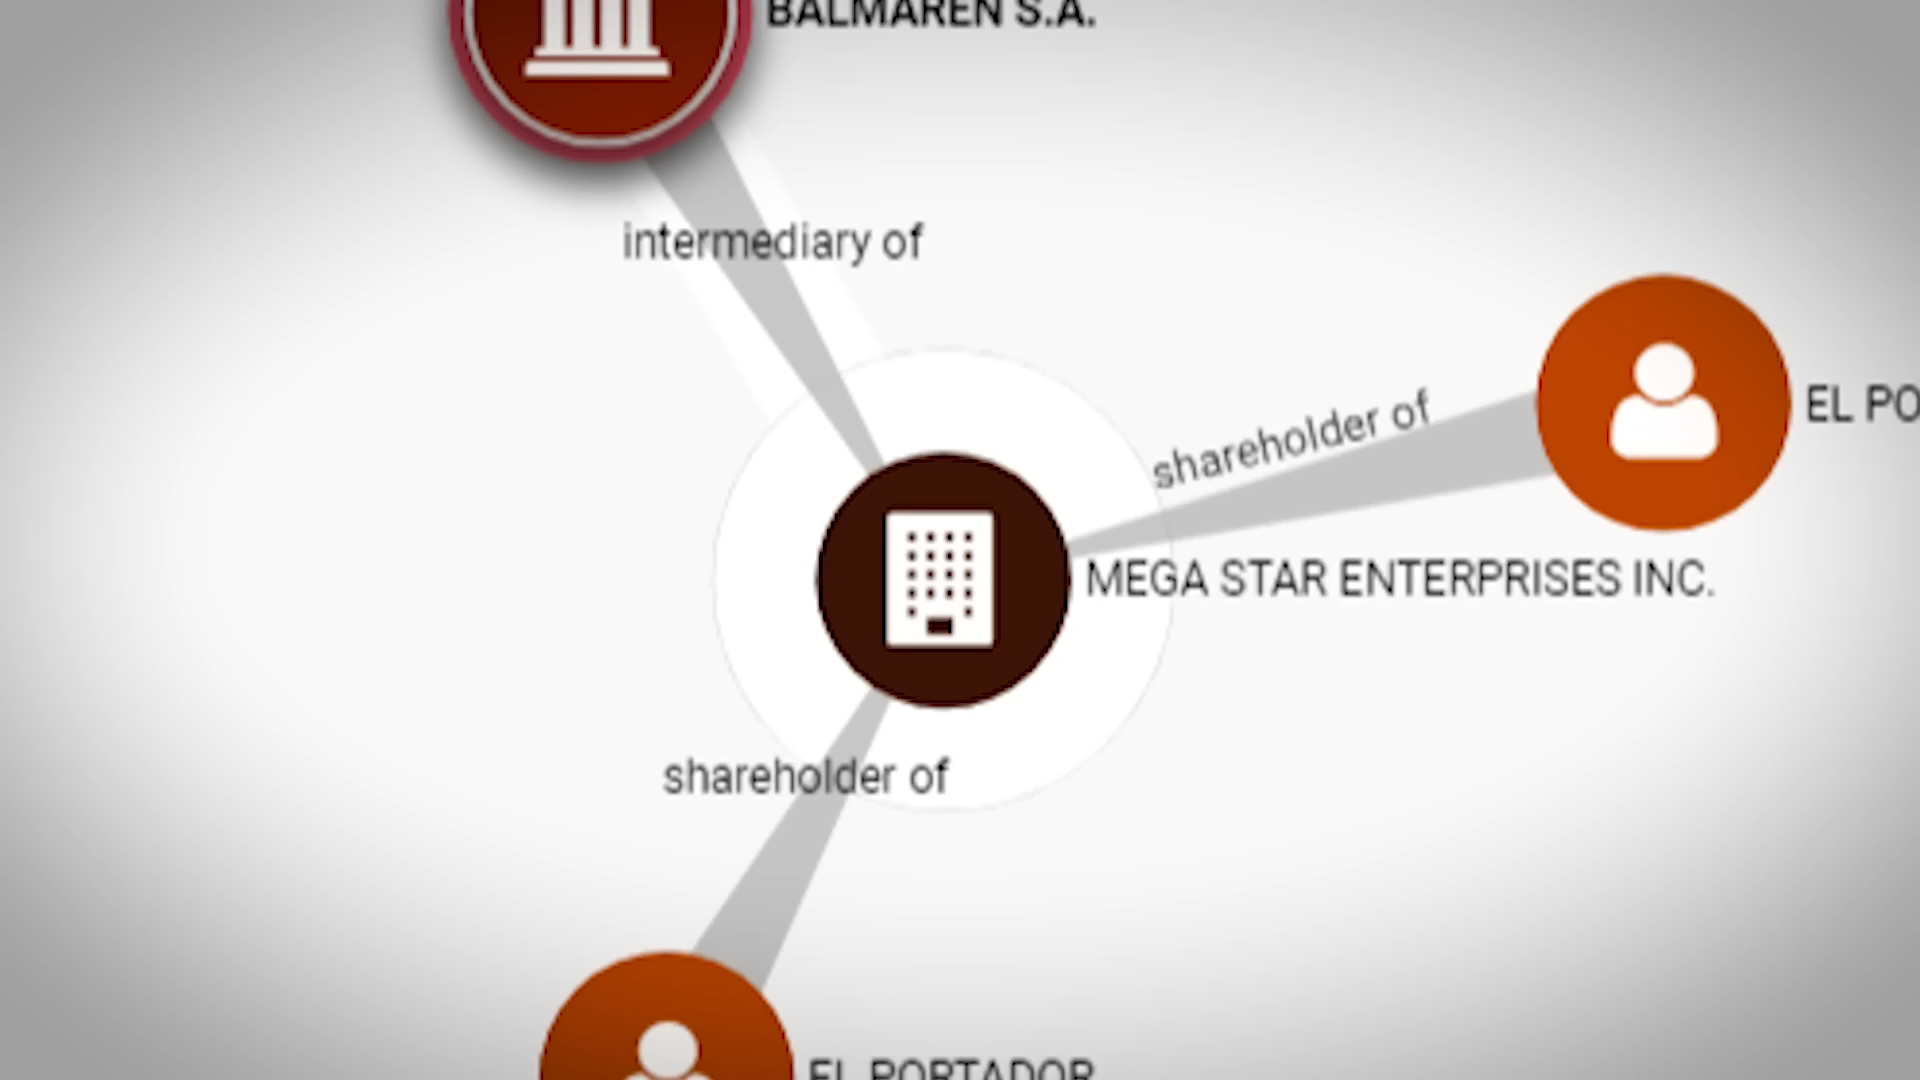 BALMAREN S.A.
intermediary of
shareholder of
EL PO
MEGA STAR ENTERPRISES INC.
shareholder of
EL PORTADOR